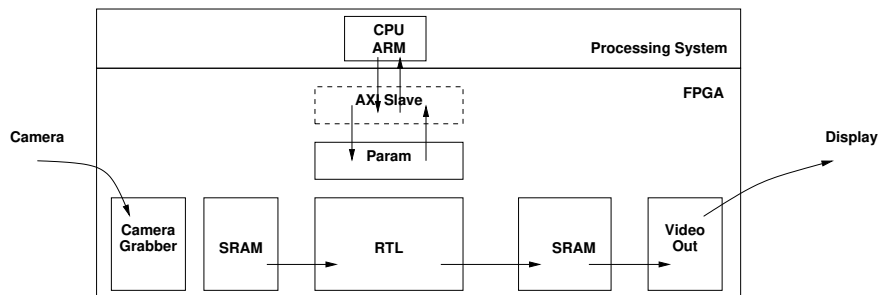 CPU
ARM
Processing System
AXI Slave
FPGA
Camera
Param
Display
Camera
Grabber
SRAM
RTL
SRAM
Video
Out